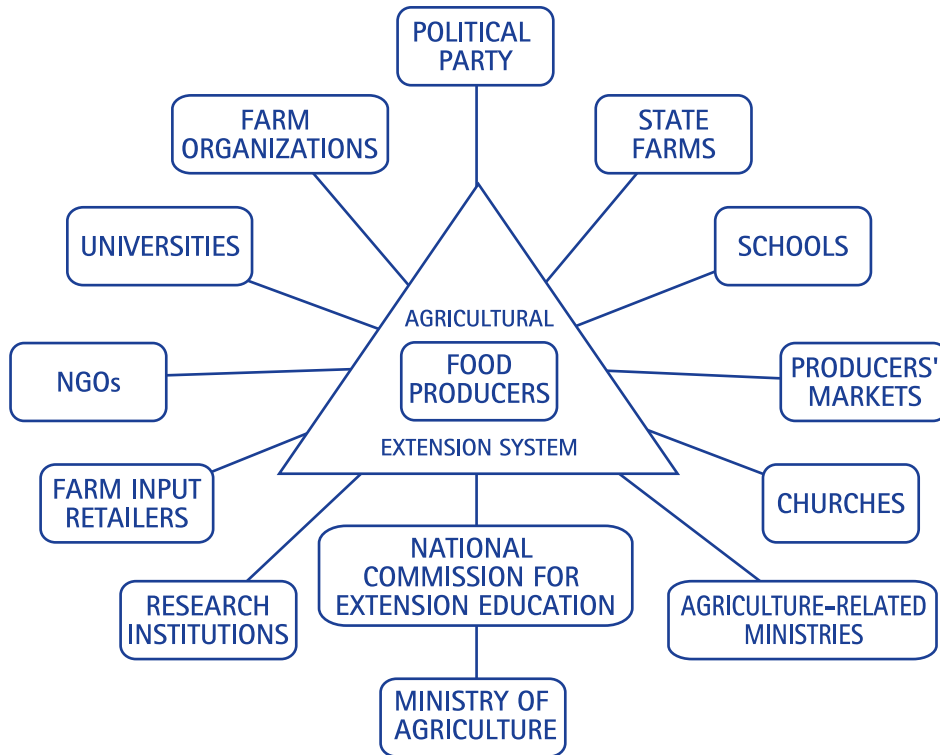 POLITICAL
PARTY
FARM
ORGANIZATIONS
STATE
FARMS
UNIVERSITIES
SCHOOLS
AGRICULTURAL
NGOs
FOOD
PRODUCERS
PRODUCERS'
MARKETS
EXTENSION SYSTEM
FARM INPUT
RETAILERS
CHURCHES
NATIONAL
COMMISSION FOR
EXTENSION EDUCATION
RESEARCH
INSTITUTIONS
AGRICULTURE-RELATED
MINISTRIES
MINISTRY OF
AGRICULTURE